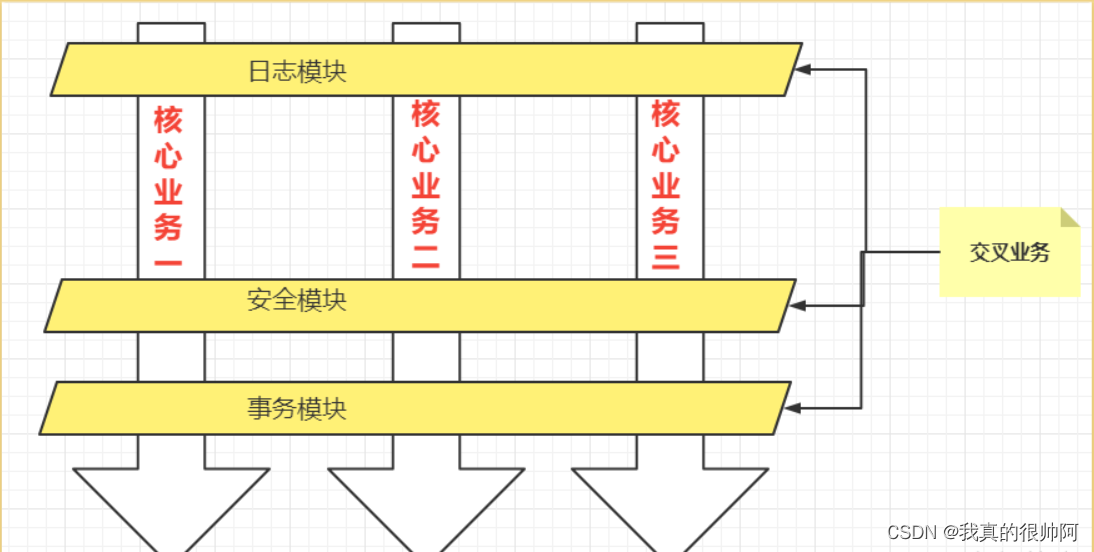 日志模块
核心业务一
核心业务二
核心业务三
交叉业务
安全模块
事务模块
CSDN @我真的很帅阿